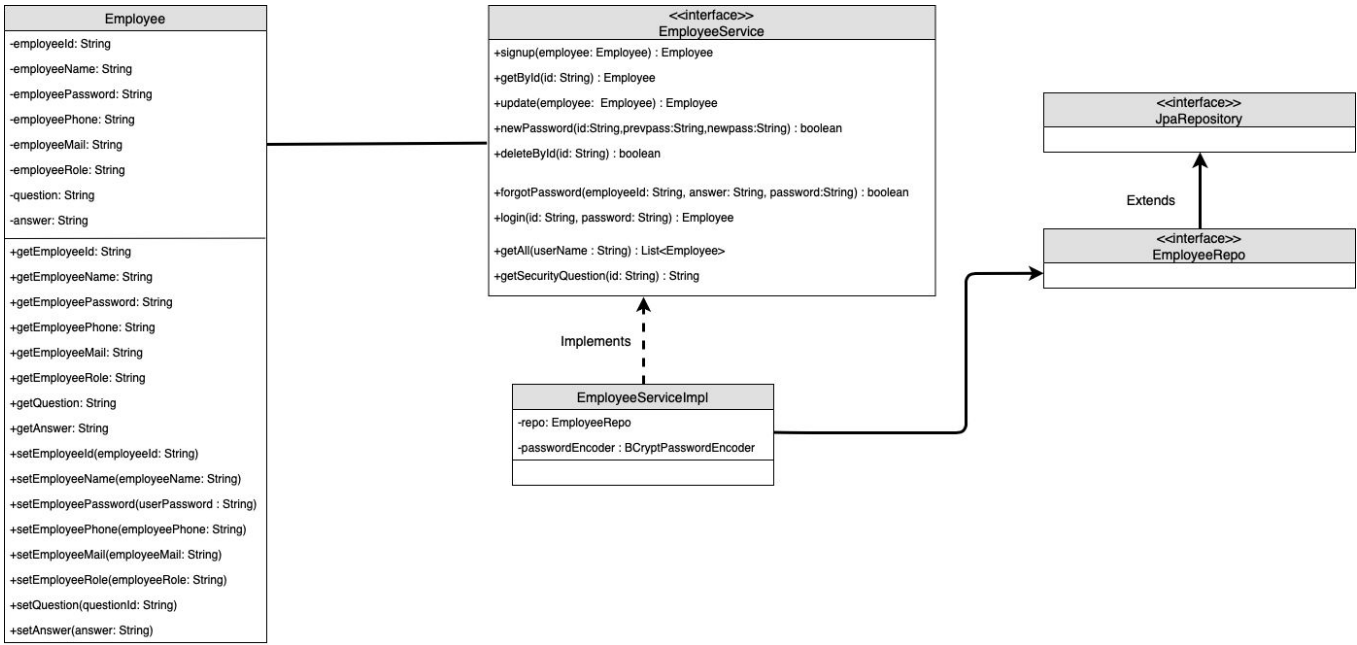 Employee
-employeeId: String
-employeeName: String
-employeePassword: String
-employeePhone: String
-employeeMail: String
-employeeRole: String
-question: String
-answer: String
+getEmployeeId: String
+getEmployeeName: String
+getEmployeePassword: String
+getEmployeePhone: String
+getEmployeeMail: String
+getEmployeeRole: String
+getQuestion: String
+getAnswer: String
+setEmployeeId(employeeId: String)
+setEmployeeName(employeeName: String)
+setEmployeePassword(userPassword : String)
+setEmployeePhone(employeePhone: String)
+setEmployeeMail(employeeMail: String)
+setEmployeeRole(employeeRole: String)
+setQuestion(questionId: String)
+setAnswer(answer: String)
<<interface>>
EmployeeService
+signup(employee: Employee) : Employee
+getById(id: String) : Employee
+update(employee:  Employee) : Employee
+newPassword(id:String,prevpass:String,newpass:String) : boolean
+deleteById(id: String) : boolean
+forgotPassword(employeeId: String, answer: String, password:String) : boolean
+login(id: String, password: String) : Employee
+getAll(userName : String) : List<Employee>
+getSecurityQuestion(id: String) : String
Implements
EmployeeServiceImpl
-repo: EmployeeRepo
-passwordEncoder : BCryptPasswordEncoder
<<interface>>
JpaRepository
Extends
<<interface>>
EmployeeRepo